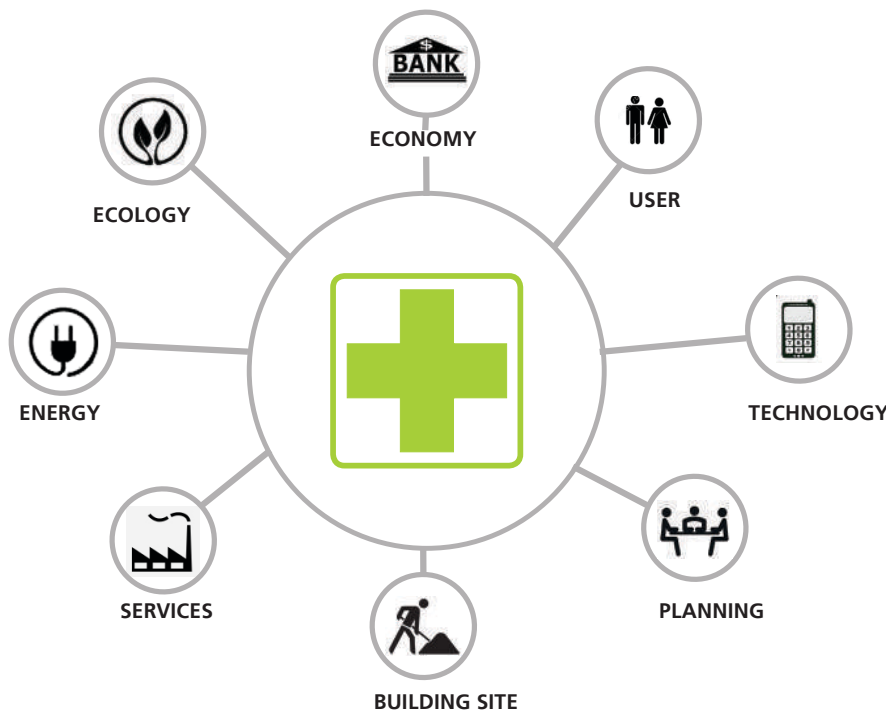 $
BANK
ECONOMY
USER
ECOLOGY
TECHNOLOGY
ENERGY
PLANNING
SERVICES
BUILDING SITE